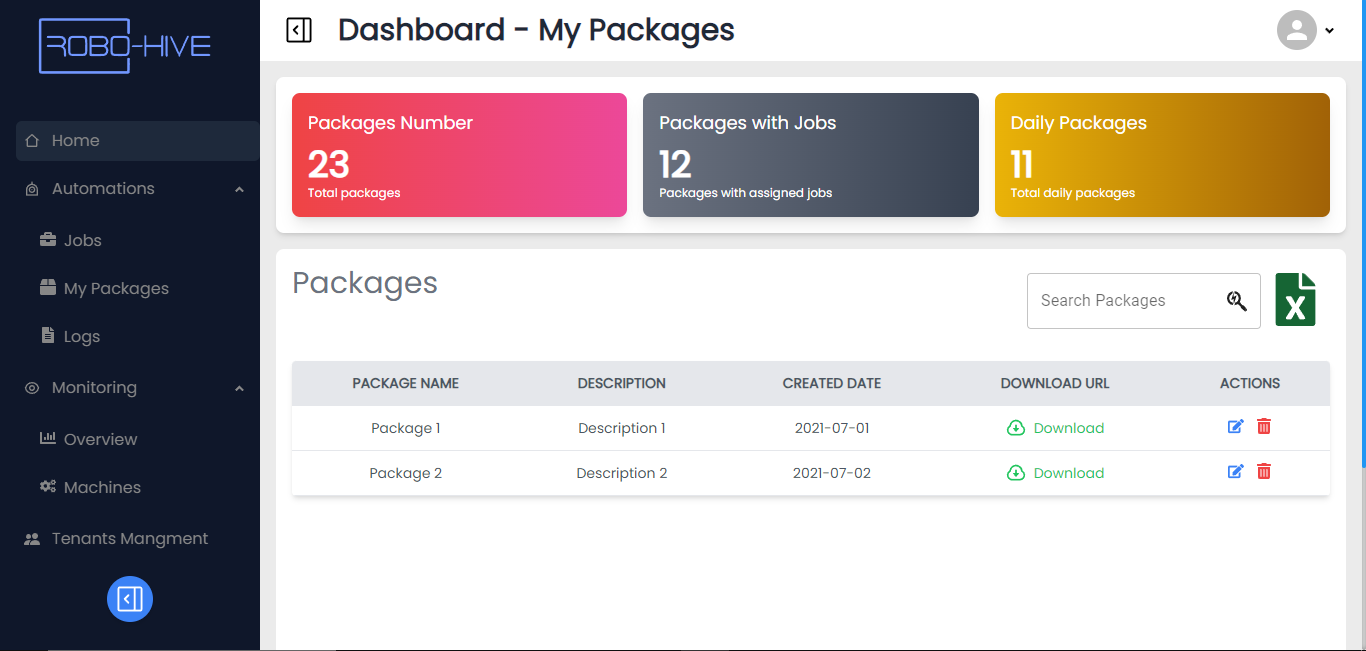 ROBO-HIVE
Dashboard - My Packages
Home
Automations
Jobs
My Packages
Logs
Monitoring
Overview
Machines
Tenants Mangment
Packages Number
23
Total packages
Packages with Jobs
12
Packages with assigned jobs
Daily Packages
11
Total daily packages
Packages
Search Packages
X
PACKAGE NAME DESCRIPTION CREATED DATE DOWNLOAD URL ACTIONS
Package 1 Description 1 2021-07-01 Download
Package 2 Description 2 2021-07-02 Download